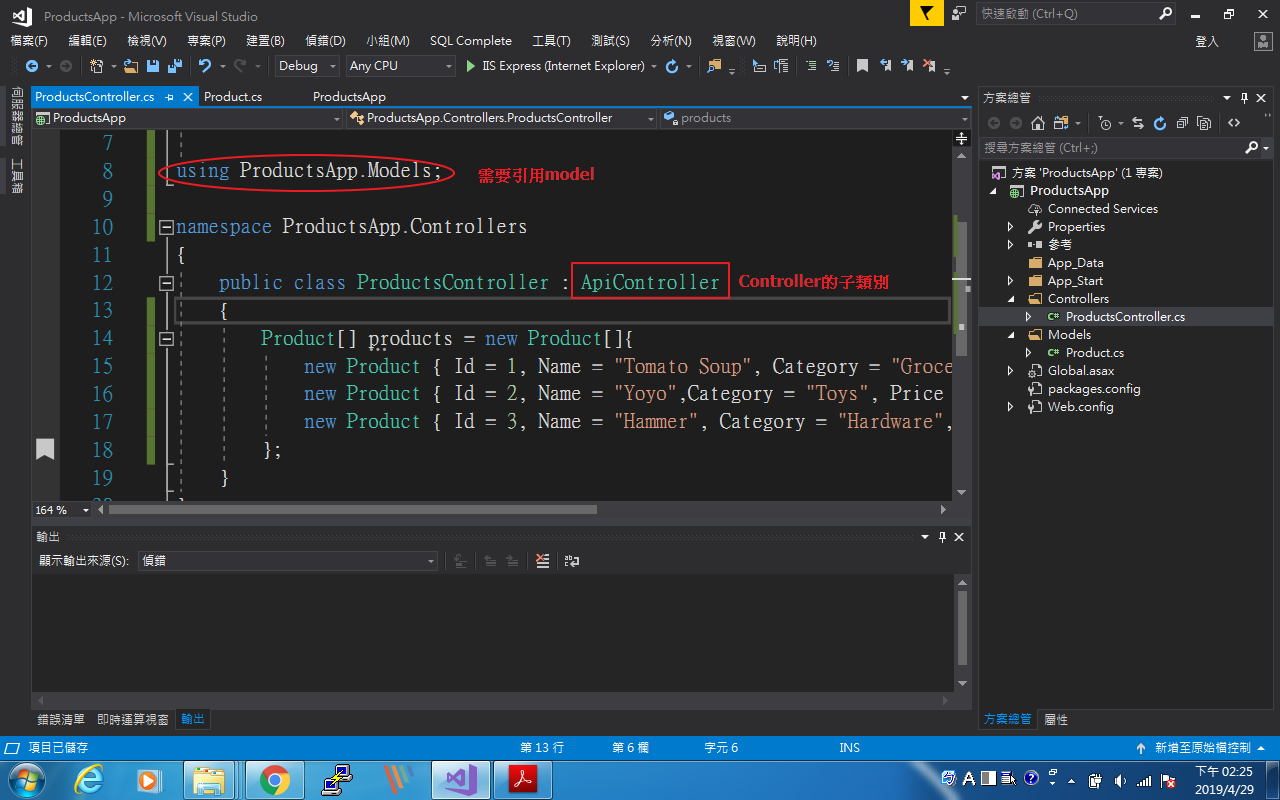 ProductsApp - Microsoft Visual Studio
快速啟動 (Ctrl+Q)
檔案(F) 編輯(E) 檢視(V) 專案(P) 建置(B) 偵錯(D) 小組(M) SQL Complete 工具(T) 測試(S) 分析(N) 視窗(W) 說明(H) 登入
Debug Any CPU IIS Express (Internet Explorer)
伺服器總管
工具箱
ProductsController.cs Product.cs ProductsApp
ProductsApp ProductsApp.Controllers.ProductsController products
7
8 using ProductsApp.Models; 需要引用model
9
10 namespace ProductsApp.Controllers
11 {
12 public class ProductsController : ApiController Controller的子類別
13 {
14 Product[] products = new Product[]{
15 new Product { Id = 1, Name = "Tomato Soup", Category = "Groce
16 new Product { Id = 2, Name = "Yoyo",Category = "Toys", Price
17 new Product { Id = 3, Name = "Hammer", Category = "Hardware",
18 };
19 }
164 %
輸出
顯示輸出來源(S): 偵錯
錯誤清單 即時運算視窗 輸出
方案總管
搜尋方案總管 (Ctrl+;)
方案 'ProductsApp' (1 專案)
ProductsApp
Connected Services
Properties
參考
App_Data
App_Start
Controllers
C# ProductsController.cs
Models
C# Product.cs
Global.asax
packages.config
Web.config
方案總管 屬性
項目已儲存 第 13 行 第 6 欄 字元 6 INS 新增至原始檔控制
A
下午 02:25
2019/4/29